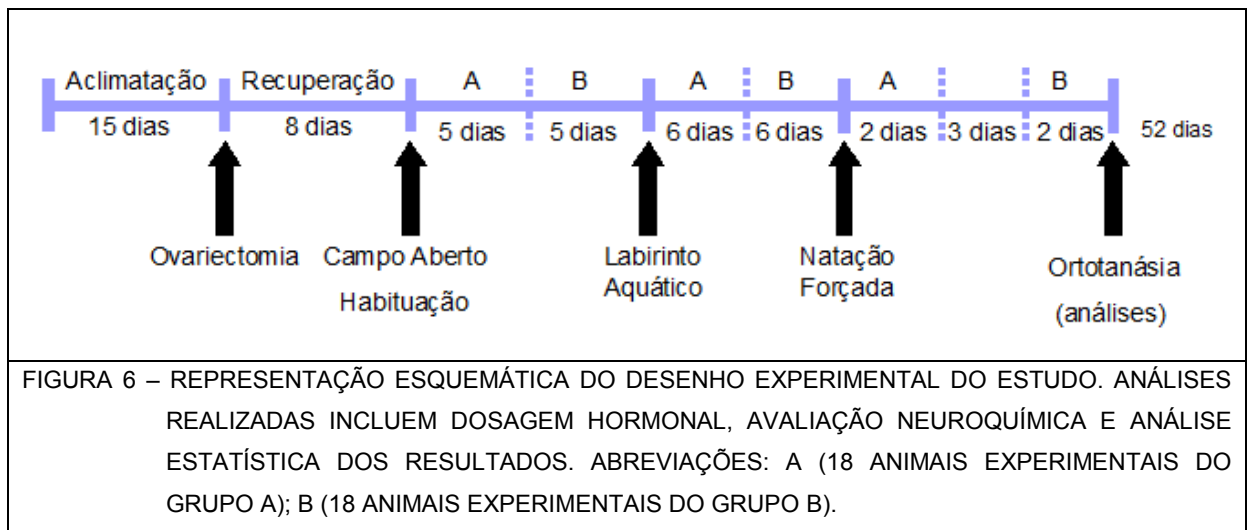 Aclimatação Recuperação A B A B A B
15 dias 8 dias 5 dias 5 dias 6 dias 6 dias 2 dias 3 dias 2 dias 52 dias
Ovariectomia Campo Aberto Labirinto Natação Ortotanásia
Habituação Aquático Forçada (análises)
FIGURA 6 – REPRESENTAÇÃO ESQUEMÁTICA DO DESENHO EXPERIMENTAL DO ESTUDO. ANÁLISES
REALIZADAS INCLUEM DOSAGEM HORMONAL, AVALIAÇÃO NEUROQUÍMICA E ANÁLISE
ESTATÍSTICA DOS RESULTADOS. ABREVIAÇÕES: A (18 ANIMAIS EXPERIMENTAIS DO
GRUPO A); B (18 ANIMAIS EXPERIMENTAIS DO GRUPO B).